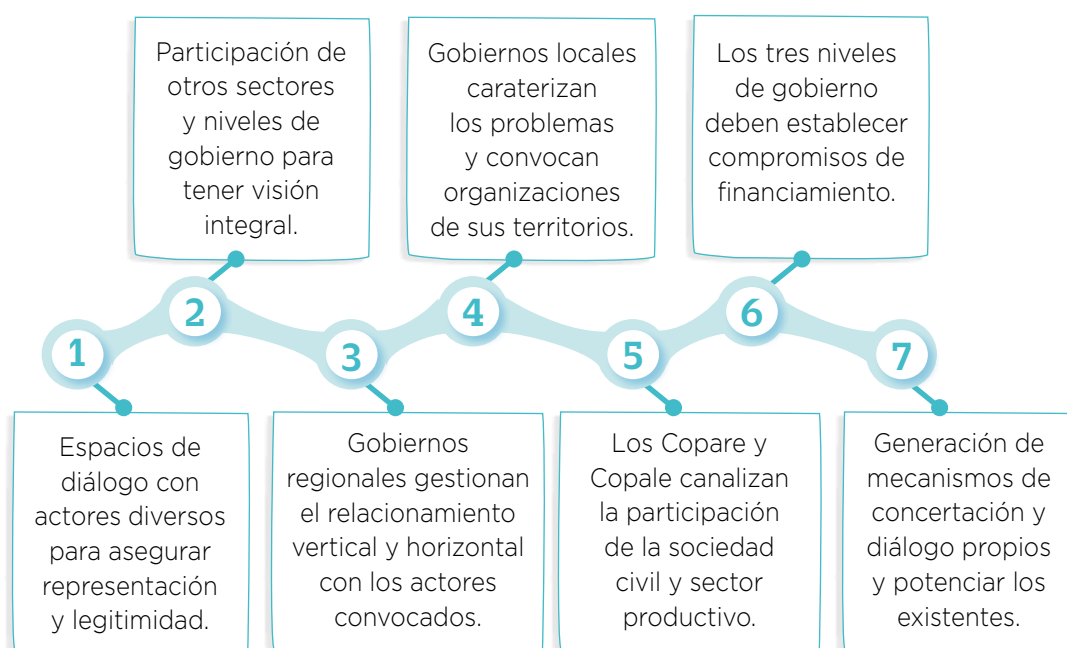 1
Espacios de
diálogo con
actores diversos
para asegurar
representación
y legitimidad.
2
Participación de
otros sectores
y niveles de
gobierno para
tener visión
integral.
3
Gobiernos
regionales gestionan
el relacionamiento
vertical y horizontal
con los actores
convocados.
4
Gobiernos locales
caraterizan
los problemas
y convocan
organizaciones
de sus territorios.
5
Los Copare y
Copale canalizan
la participación
de la sociedad
civil y sector
productivo.
6
Los tres niveles
de gobierno
deben establecer
compromisos de
financiamiento.
7
Generación de
mecanismos de
concertación y
diálogo propios
y potenciar los
existentes.